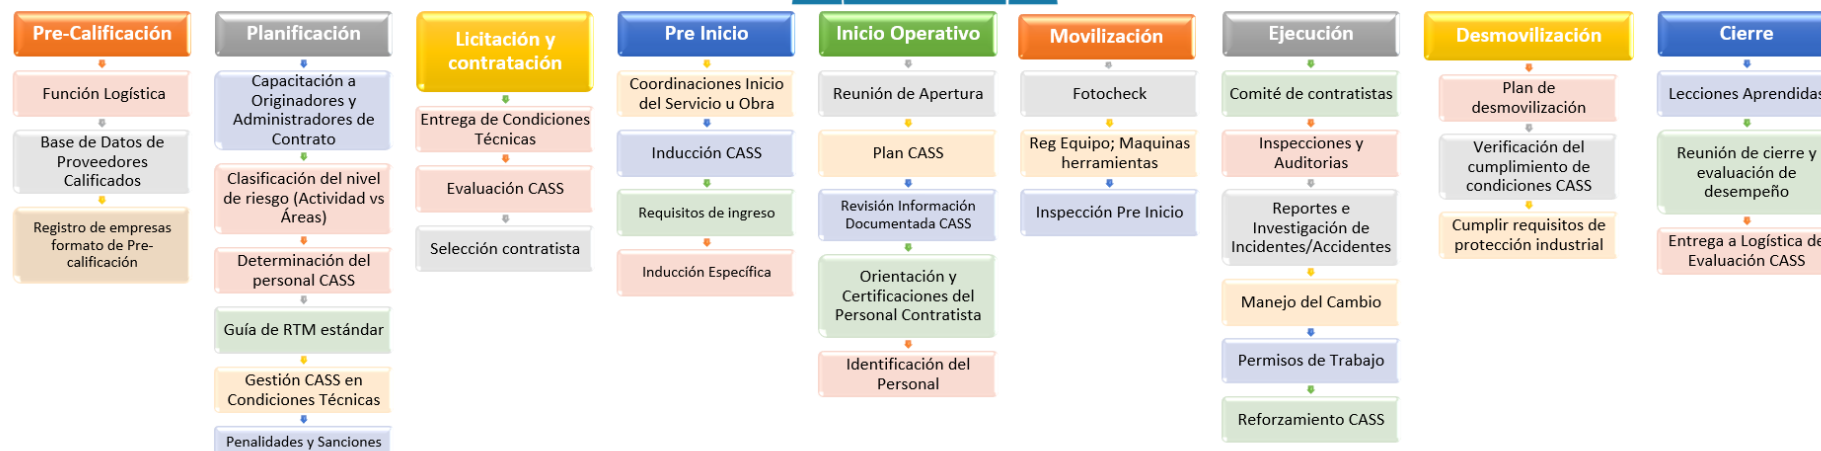 Pre-Calificación
Función Logística
Base de Datos de
Proveedores
Calificados
Registro de empresas
formato de Pre-
calificación
Planificación
Capacitación a
Originadores y
Administradores de
Contrato
Clasificación del nivel
de riesgo (Actividad vs
Áreas)
Determinación del
personal CASS
Guía de RTM estándar
Gestión CASS en
Condiciones Técnicas
Penalidades y Sanciones
Licitación y
contratación
Entrega de Condiciones
Técnicas
Evaluación CASS
Selección contratista
Pre Inicio
Coordinaciones Inicio
del Servicio u Obra
Inducción CASS
Requisitos de ingreso
Inducción Específica
Inicio Operativo
Reunión de Apertura
Plan CASS
Revisión Información
Documentada CASS
Orientación y
Certificaciones del
Personal Contratista
Identificación del
Personal
Movilización
Fotocheck
Reg Equipo; Maquinas
herramientas
Inspección Pre Inicio
Ejecución
Comité de contratistas
Inspecciones y
Auditorias
Reportes e
Investigación de
Incidentes/Accidentes
Manejo del Cambio
Permisos de Trabajo
Reforzamiento CASS
Desmovilización
Plan de
desmovilización
Verificación del
cumplimiento de
condiciones CASS
Cumplir requisitos de
protección industrial
Cierre
Lecciones Aprendidas
Reunión de cierre y
evaluación de
desempeño
Entrega a Logística de
Evaluación CASS